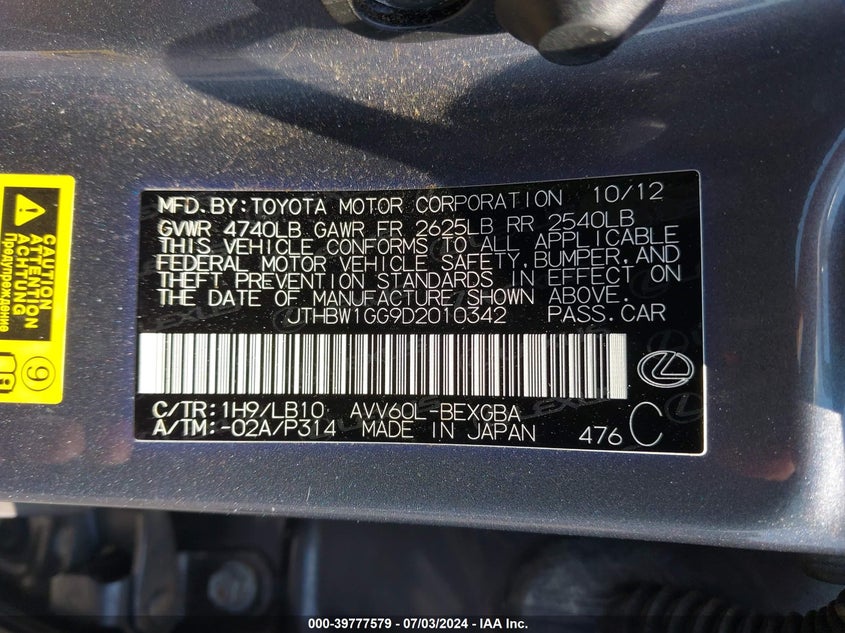 MFD.BY:TOYOTA MOTOR CORPORATION 10/12
GVWR 4740LB GAWR FR 2625LB RR 2540LB
THIS VEHICLE CONFORMS TO ALL APPLICABLE
FEDERAL MOTOR VEHICLE SAFETY,BUMPER,AND
THEFT PREVENTION STANDARDS IN EFFECT ON
THE DATE OF MANUFACTURE SHOWN ABOVE.
JTHBW1GG9D2010342 PASS.CAR
C/TR:1H9/LB10 AVV60L-BEXGBA
A/TM:-02A/P314 MADE IN JAPAN 476 C
CAUTION
ATTENTION
ACHTUNG
Предупреждение
9
000-39777579 / 07/03/2024 - IAA Inc.